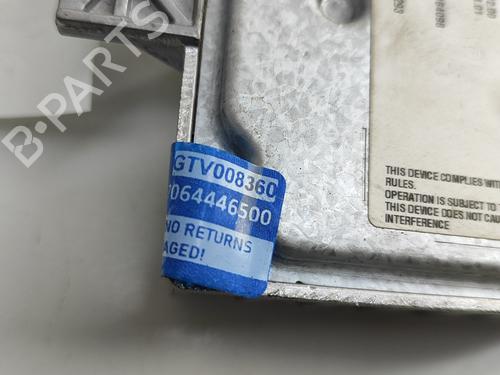 B-PARTS
GTV008360
7064446500
NO RETURNS
AGED!
THIS DEVICE COMPLIES WITH
RULES.
OPERATION IS SUBJECT TO T
THIS DEVICE DOES NOT CA
INTERFERENCE